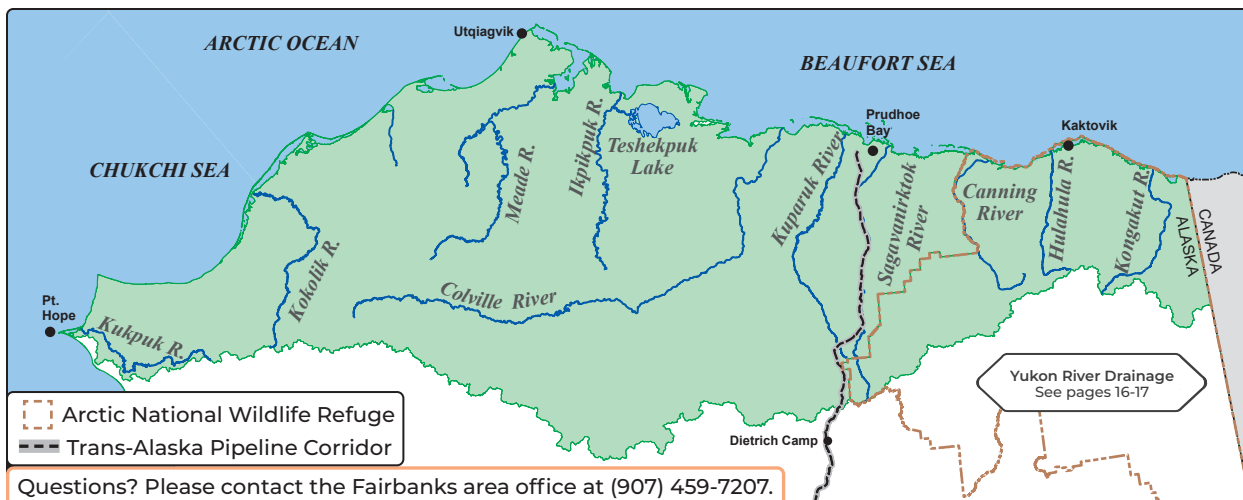 ARCTIC OCEAN
Utqiagvik
BEAUFORT SEA
CHUKCHI SEA
Prudhoe
Bay
Kaktovik
Meade R.
Ikpikpuk R.
Teshekpuk
Lake
Kuparuk River
Sagavanirktok
River
Canning
River
Hulahula R.
Kongakut R.
CANADA
ALASKA
Kokolik R.
Colville River
Pt.
Hope
Kukpuk R.
Dietrich Camp
Yukon River Drainage
See pages 16-17
Arctic National Wildlife Refuge
Trans-Alaska Pipeline Corridor
Questions? Please contact the Fairbanks area office at (907) 459-7207.